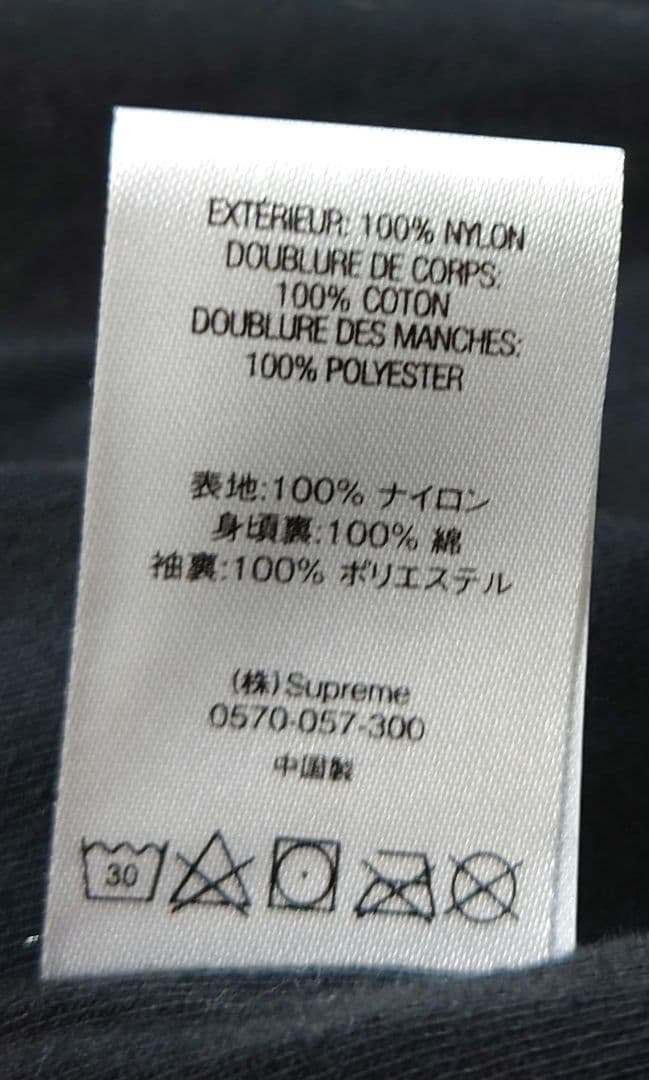 EXTÉRIEUR: 100% NYLON
DOUBLURE DE CORPS:
100% COTON
DOUBLURE DES MANCHES:
100% POLYESTER
表地:100% ナイロン
身頃裏:100% 綿
袖裏:100% ポリエステル
(株)Supreme
0570-057-300
中国製
30